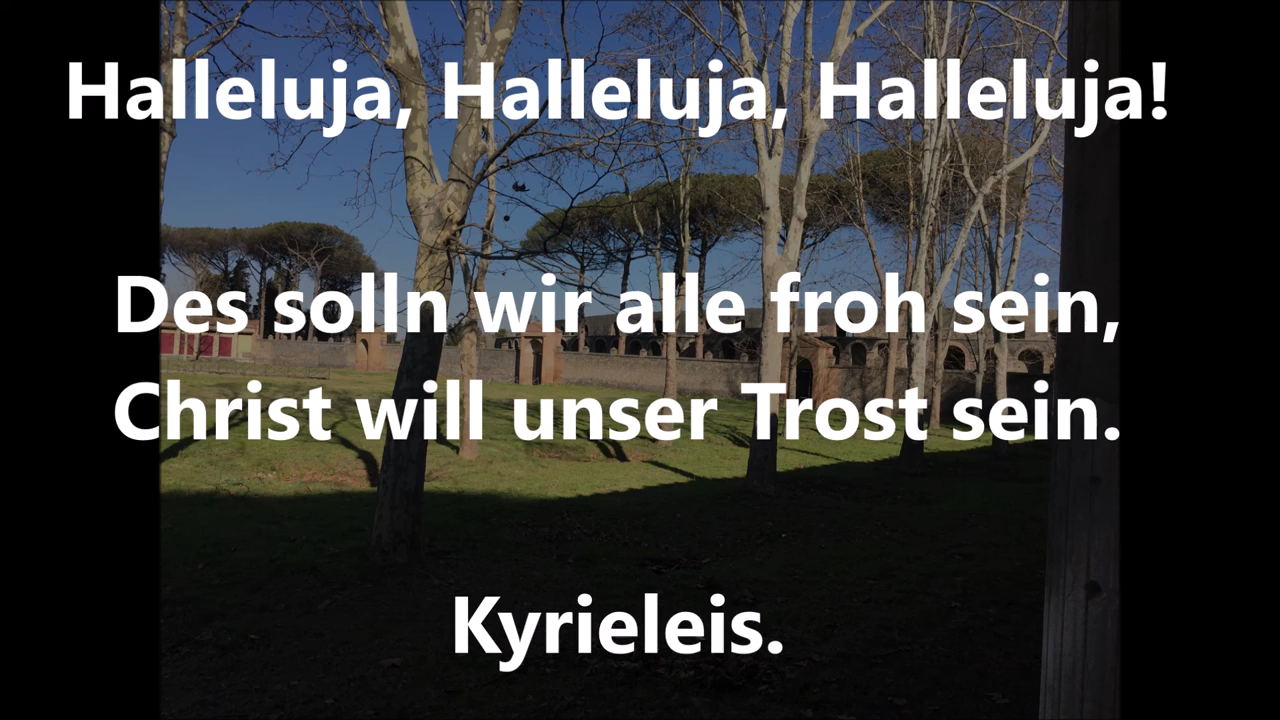 Halleluja, Halleluja, Halleluja!
Des solln wir alle froh sein,
Christ will unser Trost sein.
Kyrieleis.